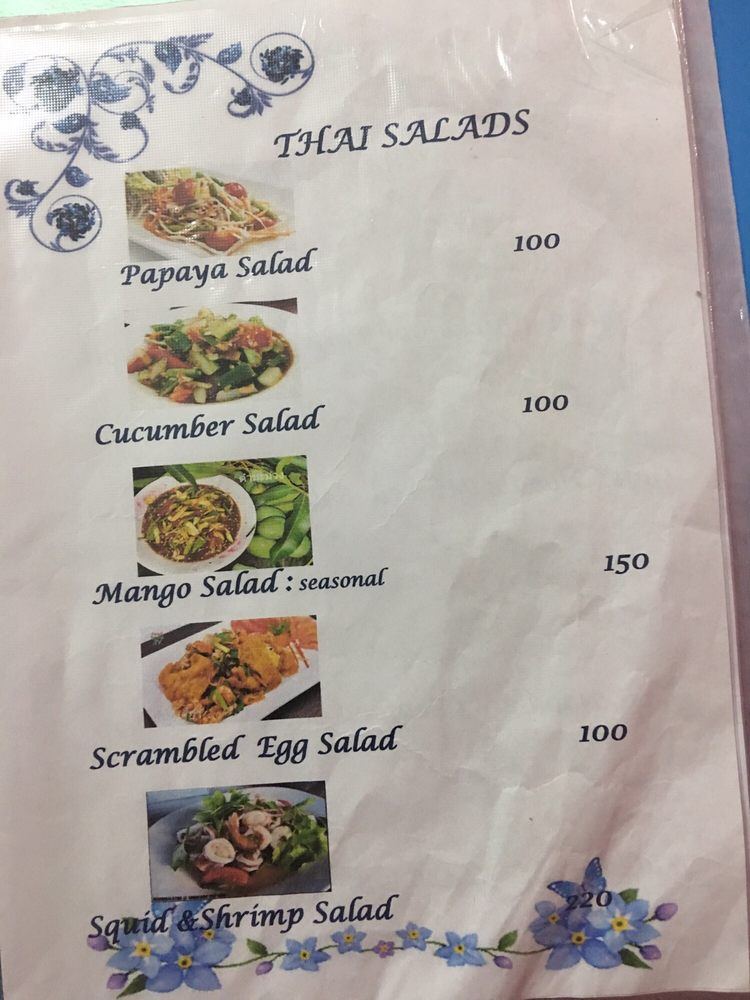 THAI SALADS
Papaya Salad 100
Cucumber Salad 100
Mango Salad : seasonal 150
Scrambled Egg Salad 100
Squid &Shrimp Salad 220